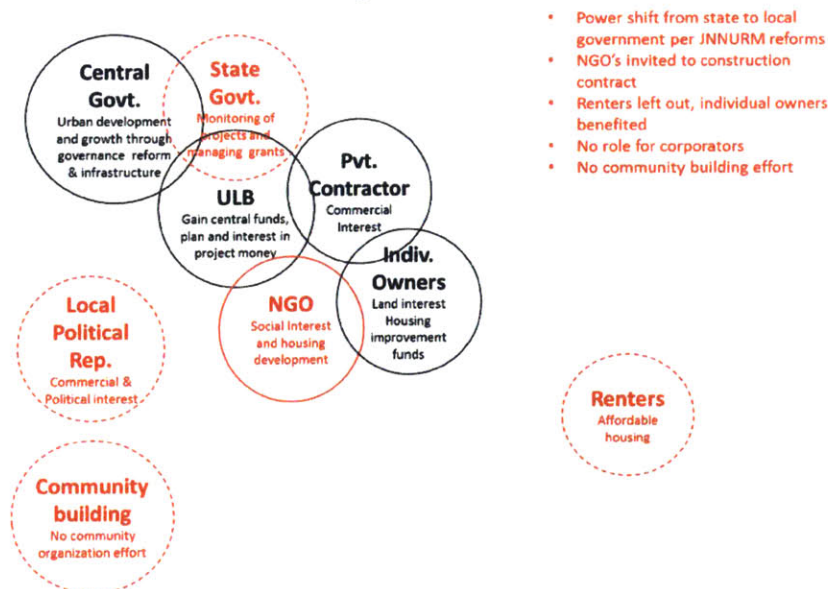 Central
Govt.
Urban development
and growth through
governance reform
& infrastructure
State
Govt.
Monitoring of
projects and
managing grants
ULB
Gain central funds,
plan and interest in
project money
Pvt.
Contractor
Commercial
Interest
Indiv.
Owners
Land interest
Housing
improvement
funds
NGO
Social Interest
and housing
development
Local
Political
Rep.
Commercial &
Political interest
Community
building
No community
organization effort
Renters
Affordable
housing
• Power shift from state to local
government per JNNURM reforms
• NGO's invited to construction
contract
• Renters left out, individual owners
benefited
• No role for corporators
• No community building effort